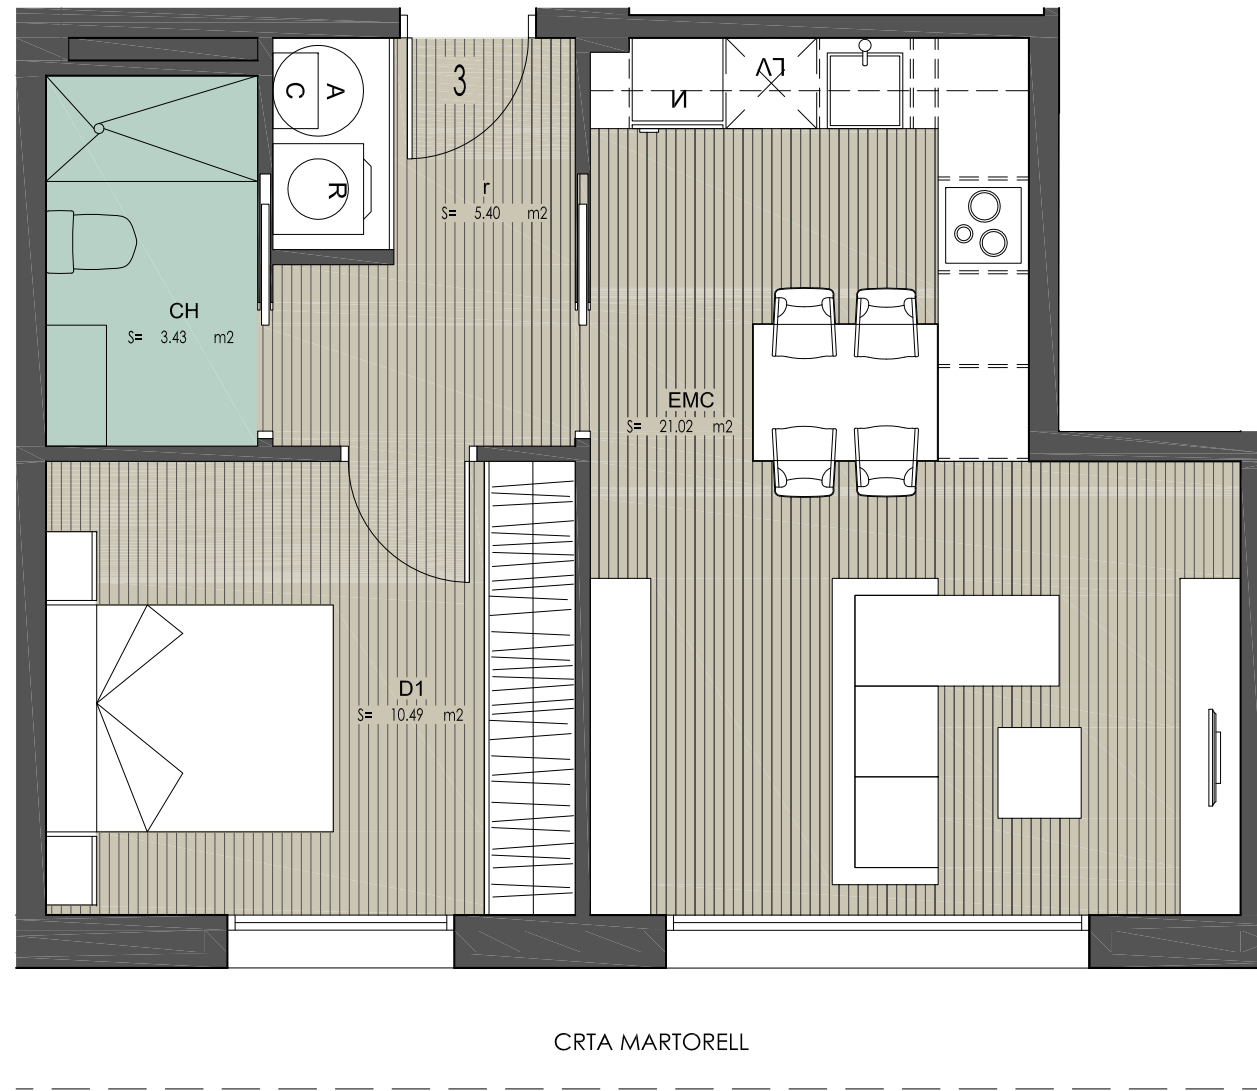 3
A
C
R
N
LV
r
S= 5.40 m2
CH
S= 3.43 m2
EMC
S= 21.02 m2
D1
S= 10.49 m2
CRTA MARTORELL